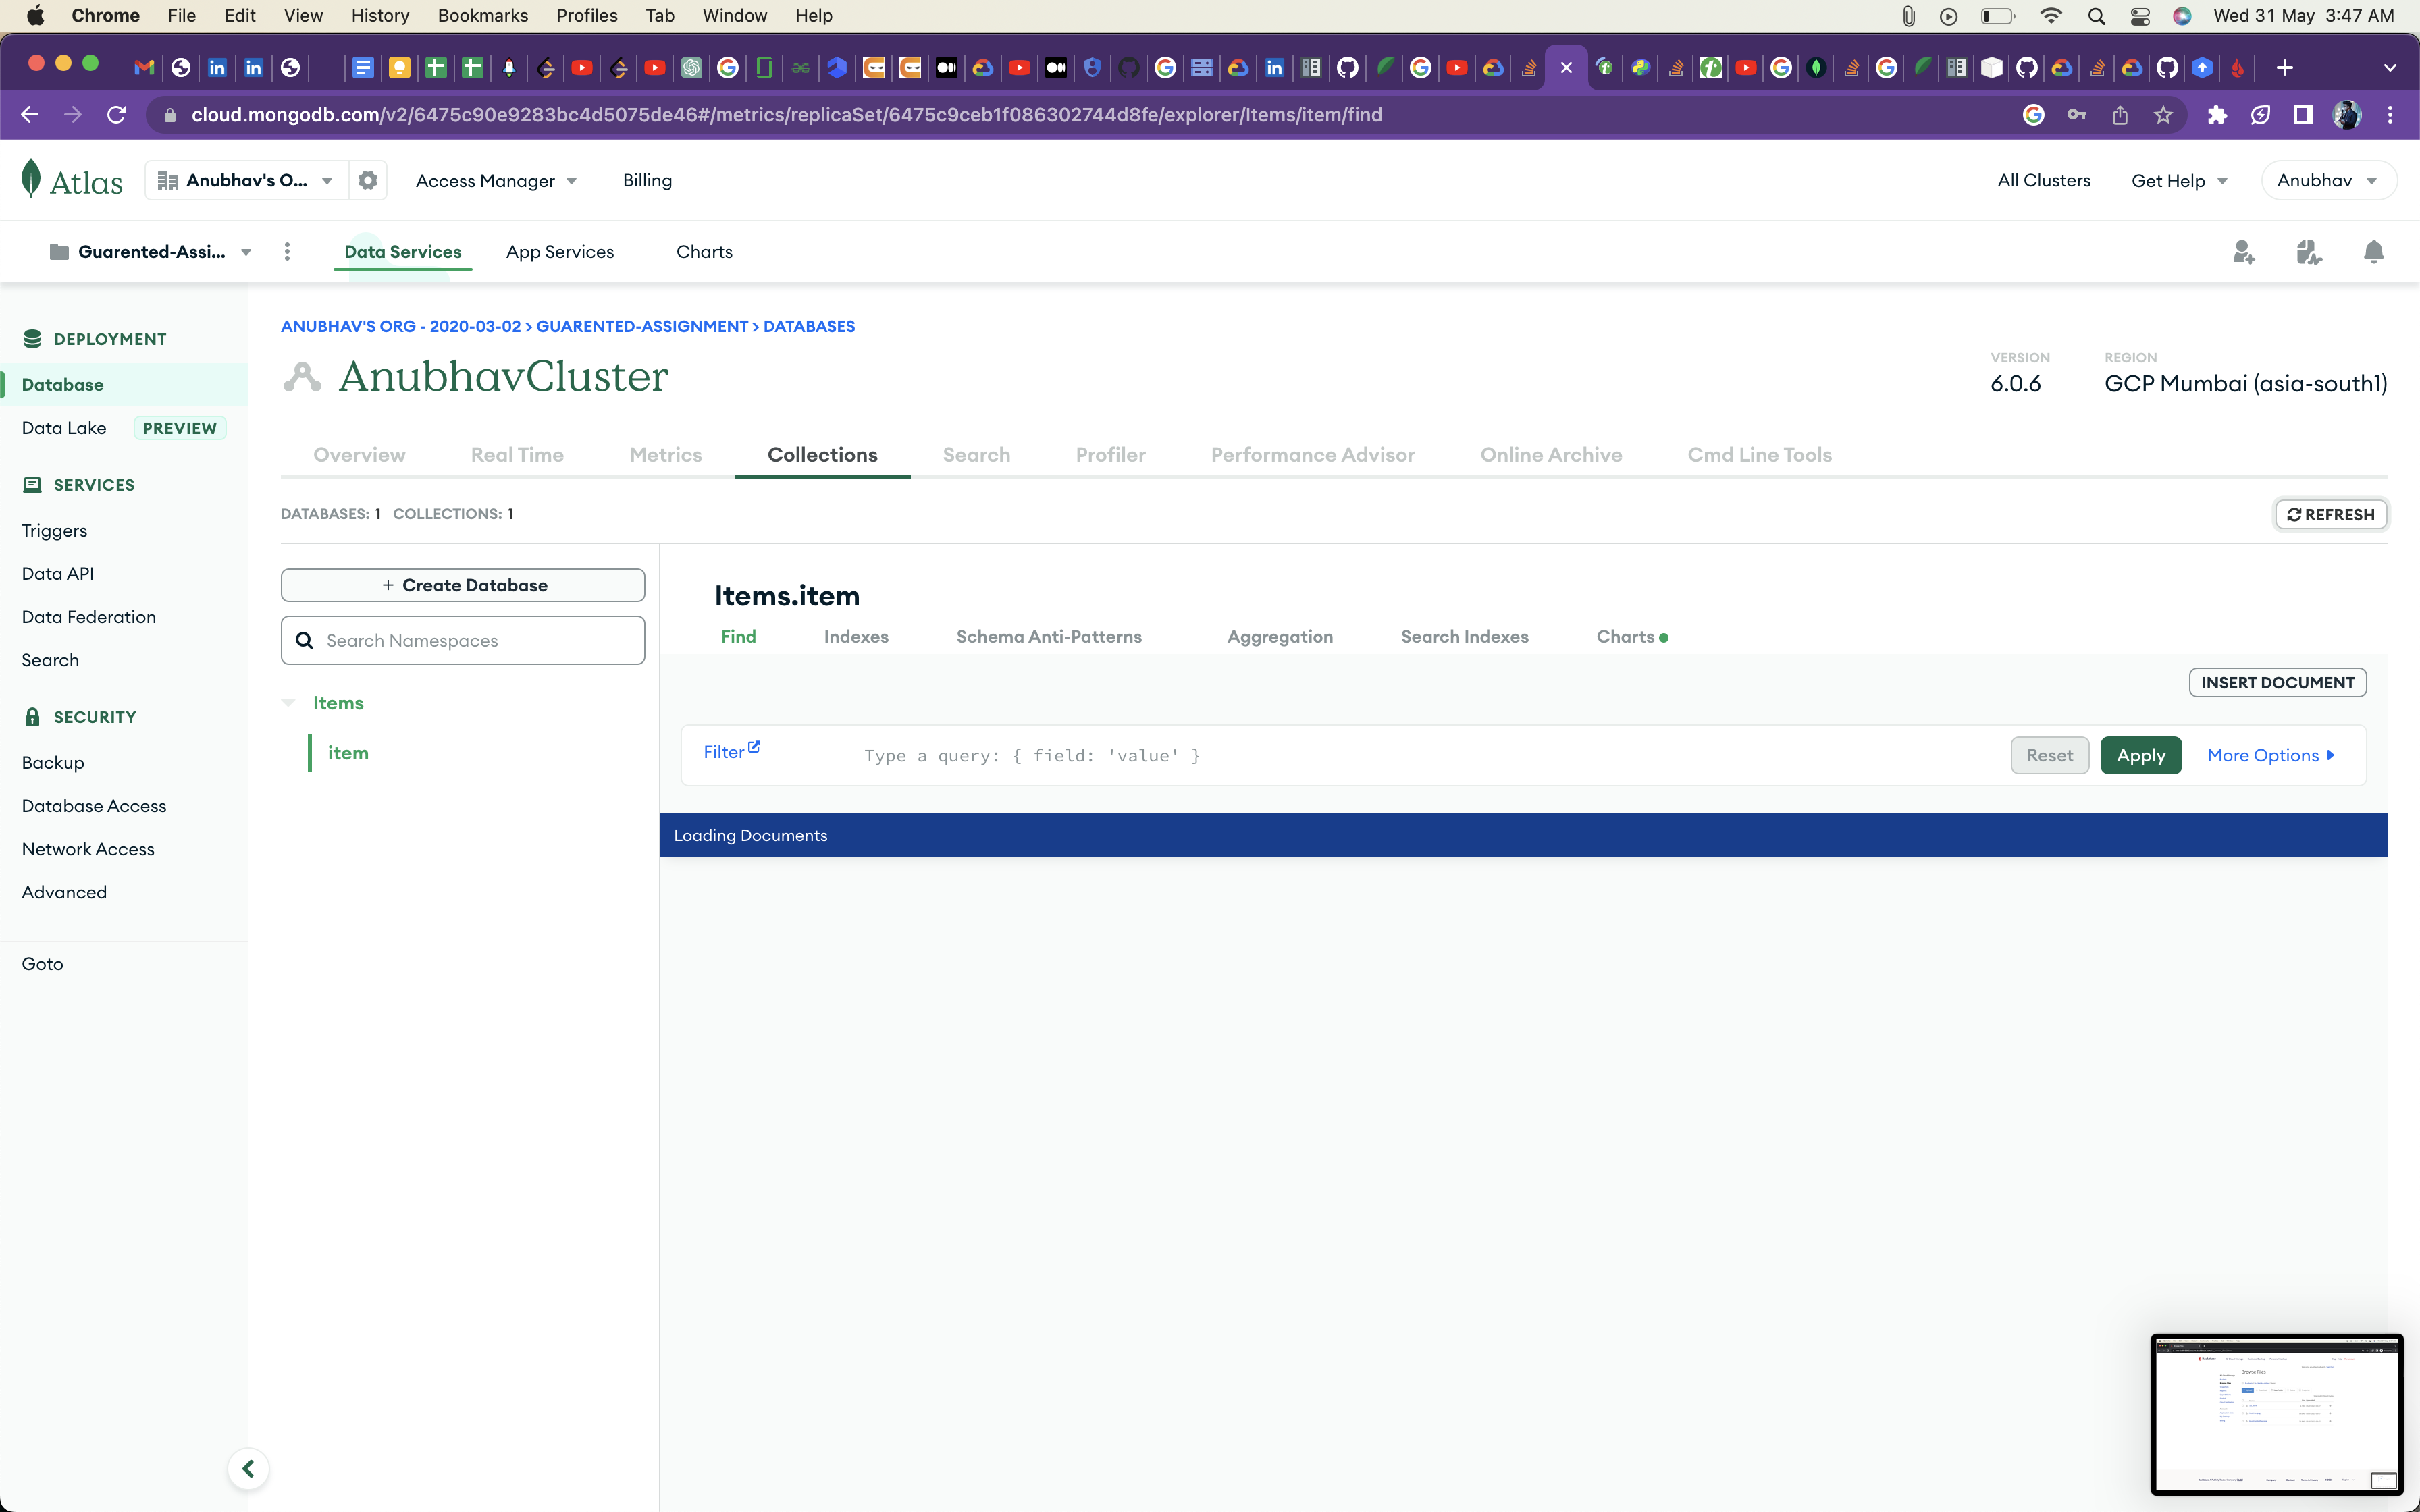 Chrome File Edit View History Bookmarks Profiles Tab Window Help Wed 31 May 3:47 AM
cloud.mongodb.com/v2/6475c90e9283bc4d5075de46#/metrics/replicaSet/6475c9ceb1f086302744d8fe/explorer/Items/item/find
Atlas Anubhav's O... Access Manager Billing All Clusters Get Help Anubhav
Guarented-Assi... Data Services App Services Charts
DEPLOYMENT
Database
Data Lake PREVIEW
SERVICES
Triggers
Data API
Data Federation
Search
SECURITY
Backup
Database Access
Network Access
Advanced
Goto
ANUBHAV'S ORG - 2020-03-02 > GUARENTED-ASSIGNMENT > DATABASES
AnubhavCluster
VERSION
6.0.6
REGION
GCP Mumbai (asia-south1)
Overview Real Time Metrics Collections Search Profiler Performance Advisor Online Archive Cmd Line Tools
DATABASES: 1 COLLECTIONS: 1 REFRESH
+ Create Database
Search Namespaces
Items
item
Items.item
Find Indexes Schema Anti-Patterns Aggregation Search Indexes Charts
INSERT DOCUMENT
Filter Type a query: { field: 'value' } Reset Apply More Options
Loading Documents
Browse Files